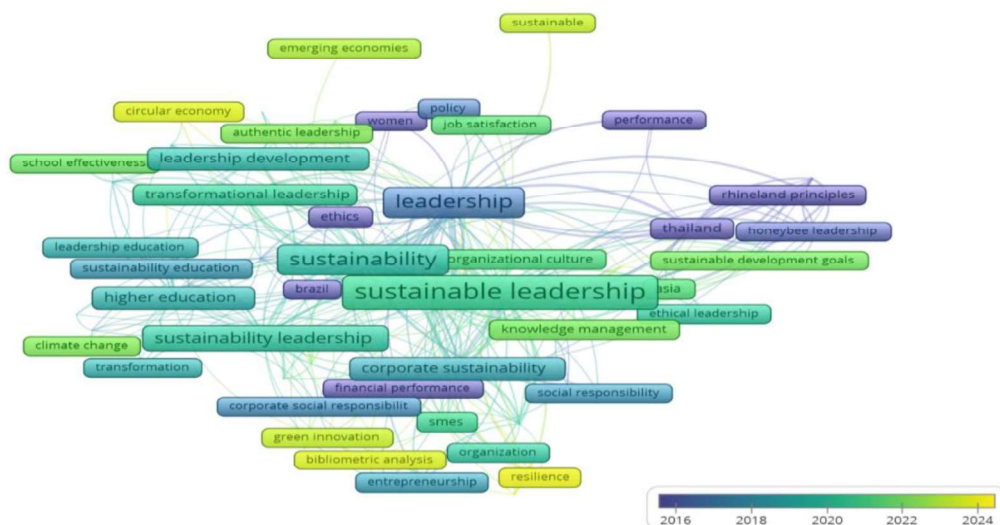 sustainable
emerging economies
circular economy
policy
women
performance
job satisfaction
authentic leadership
school effectiveness
leadership development
transformational leadership
rhineland principles
leadership
ethics
thailand
honeybee leadership
leadership education
sustainability
organizational culture
sustainable development goals
sustainability education
brazil
sustainable leadership
asia
higher education
ethical leadership
knowledge management
sustainability leadership
climate change
transformation
corporate sustainability
financial performance
social responsibility
corporate social responsibilit
smes
green innovation
organization
bibliometric analysis
resilience
entrepreneurship
2016 2018 2020 2022 2024